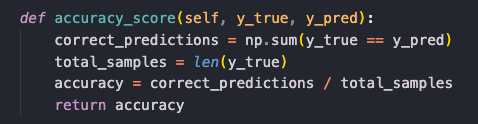 def accuracy_score(self, y_true, y_pred):
    correct_predictions = np.sum(y_true == y_pred)
    total_samples = len(y_true)
    accuracy = correct_predictions / total_samples
    return accuracy